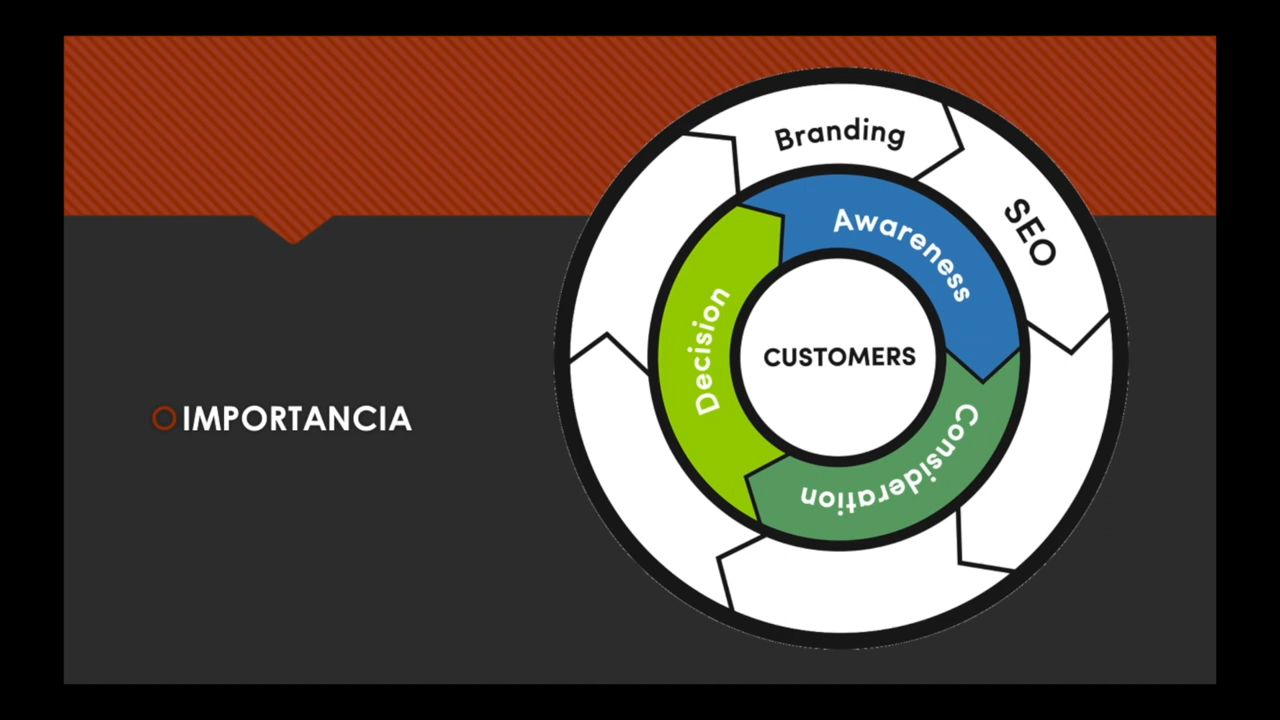 IMPORTANCIA
Branding
SEO
Awareness
Consideration
Decision
CUSTOMERS